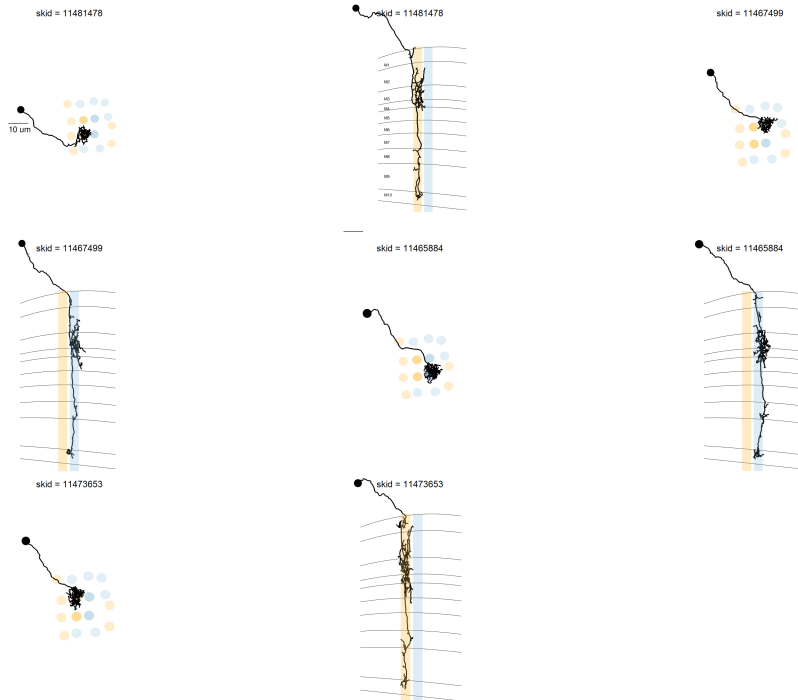 skid = 11481478
skid = 11481478
skid = 11467499
10 um
M1
M2
M3
M4
M5
M6
M7
M8
M9
M10
skid = 11467499
skid = 11465884
skid = 11465884
skid = 11473653
skid = 11473653